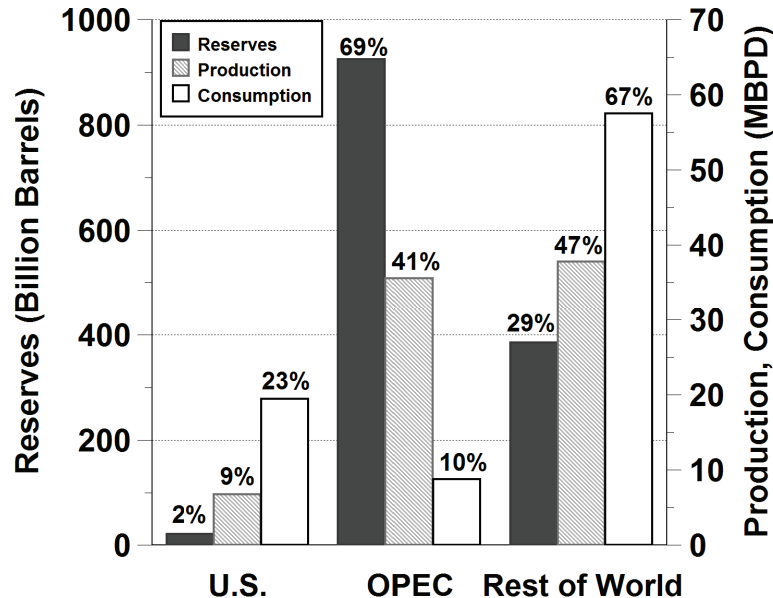 Reserves (Billion Barrels)
1000
800
600
400
200
0
Reserves
Production
Consumption
2%
9%
23%
69%
41%
10%
29%
47%
67%
70
60
50
40
30
20
10
0
Production, Consumption (MBPD)
U.S.
OPEC
Rest of World